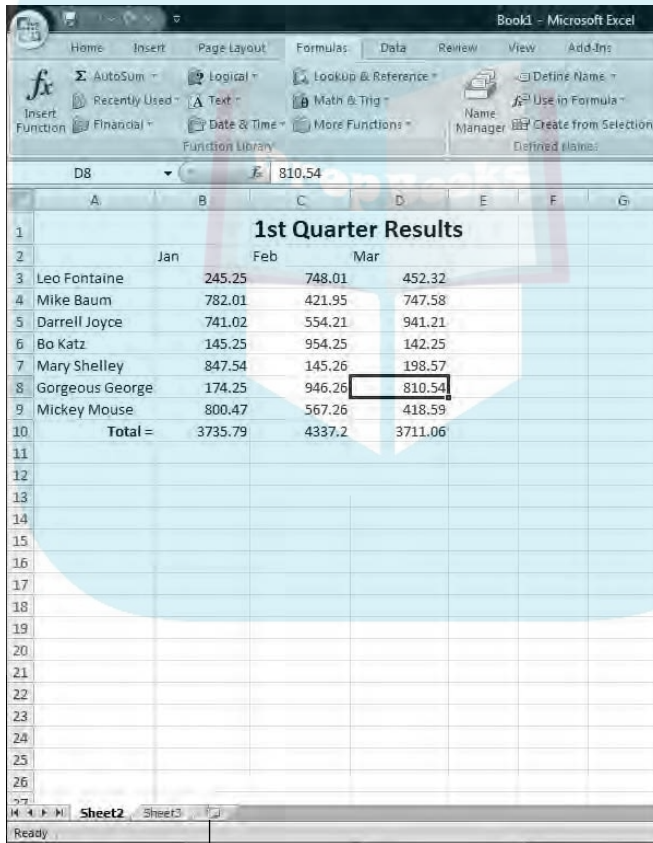 Book1 - Microsoft Excel
Home Insert Page Layout Formulas Data Review View Add-Ins
fx Insert Function
Σ AutoSum
Recently Used
Financial
Logical
A Text
Date & Time
Lookup & Reference
Math & Trig
More Functions
Function Library
Name Manager
Define Name
Use in Formula
Create from Selection
Defined Names
D8 fx 810.54
A B C D E F G
1 1st Quarter Results
2 Jan Feb Mar
3 Leo Fontaine 245.25 748.01 452.32
4 Mike Baum 782.01 421.95 747.58
5 Darrell Joyce 741.02 554.21 941.21
6 Bo Katz 145.25 954.25 142.25
7 Mary Shelley 847.54 145.26 198.57
8 Gorgeous George 174.25 946.26 810.54
9 Mickey Mouse 800.47 567.26 418.59
10 Total = 3735.79 4337.2 3711.06
11
12
13
14
15
16
17
18
19
20
21
22
23
24
25
26
27
Sheet2 Sheet3
Ready